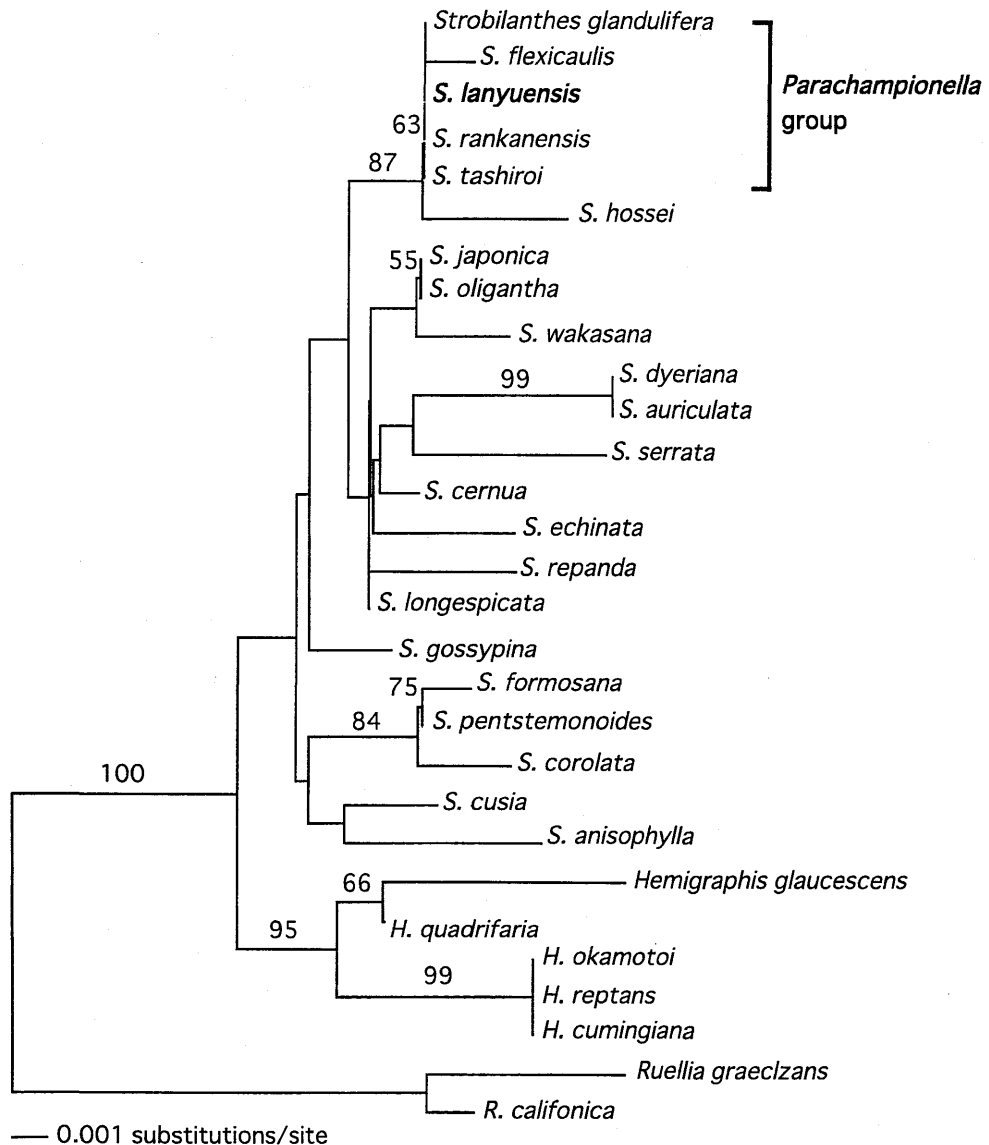 Strobilanthes glandulifera
S. flexicaulis
S. lanyuensis
Parachampionella
group
63
S. rankanensis
87
S. tashiroi
S. hossei
55
S. japonica
S. oligantha
S. wakasana
99
S. dyeriana
S. auriculata
S. serrata
S. cernua
S. echinata
S. repanda
S. longespicata
S. gossypina
75
S. formosana
84
S. pentstemonoides
S. corolata
100
S. cusia
S. anisophylla
66
Hemigraphis glaucescens
95
H. quadrifaria
H. okamotoi
99
H. reptans
H. cumingiana
Ruellia graeclzans
R. califonica
0.001 substitutions/site